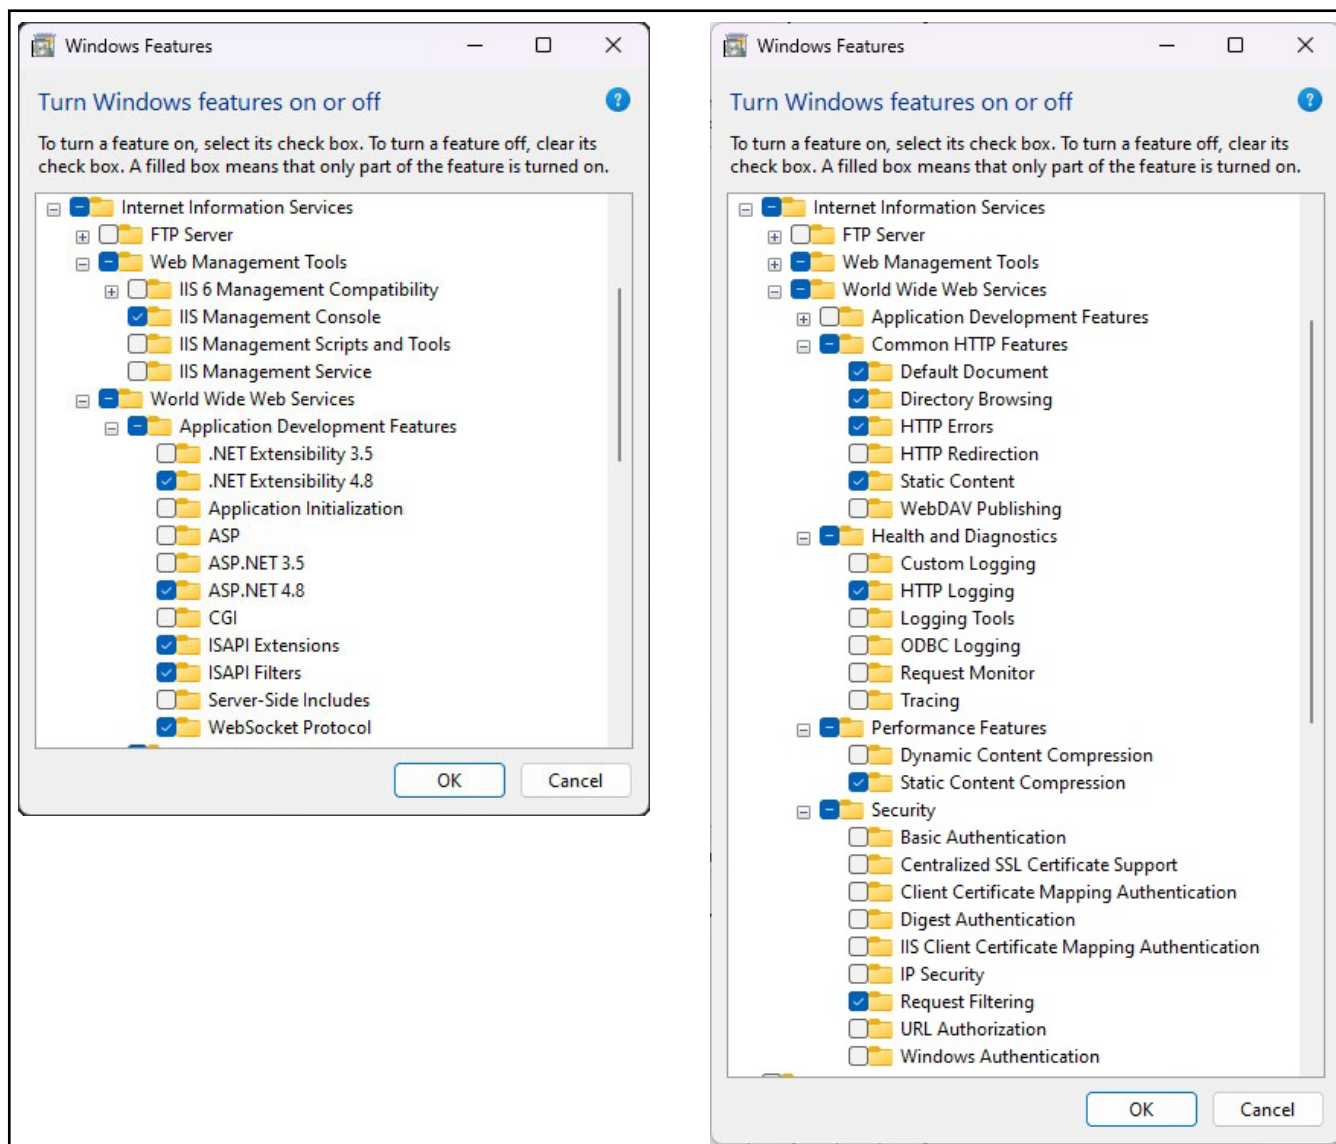 Windows Features
Turn Windows features on or off
?
To turn a feature on, select its check box. To turn a feature off, clear its
check box. A filled box means that only part of the feature is turned on.
Internet Information Services
FTP Server
Web Management Tools
IIS 6 Management Compatibility
IIS Management Console
IIS Management Scripts and Tools
IIS Management Service
World Wide Web Services
Application Development Features
.NET Extensibility 3.5
.NET Extensibility 4.8
Application Initialization
ASP
ASP.NET 3.5
ASP.NET 4.8
CGI
ISAPI Extensions
ISAPI Filters
Server-Side Includes
WebSocket Protocol
OK
Cancel
Windows Features
Turn Windows features on or off
?
To turn a feature on, select its check box. To turn a feature off, clear its
check box. A filled box means that only part of the feature is turned on.
Internet Information Services
FTP Server
Web Management Tools
World Wide Web Services
Application Development Features
Common HTTP Features
Default Document
Directory Browsing
HTTP Errors
HTTP Redirection
Static Content
WebDAV Publishing
Health and Diagnostics
Custom Logging
HTTP Logging
Logging Tools
ODBC Logging
Request Monitor
Tracing
Performance Features
Dynamic Content Compression
Static Content Compression
Security
Basic Authentication
Centralized SSL Certificate Support
Client Certificate Mapping Authentication
Digest Authentication
IIS Client Certificate Mapping Authentication
IP Security
Request Filtering
URL Authorization
Windows Authentication
OK
Cancel